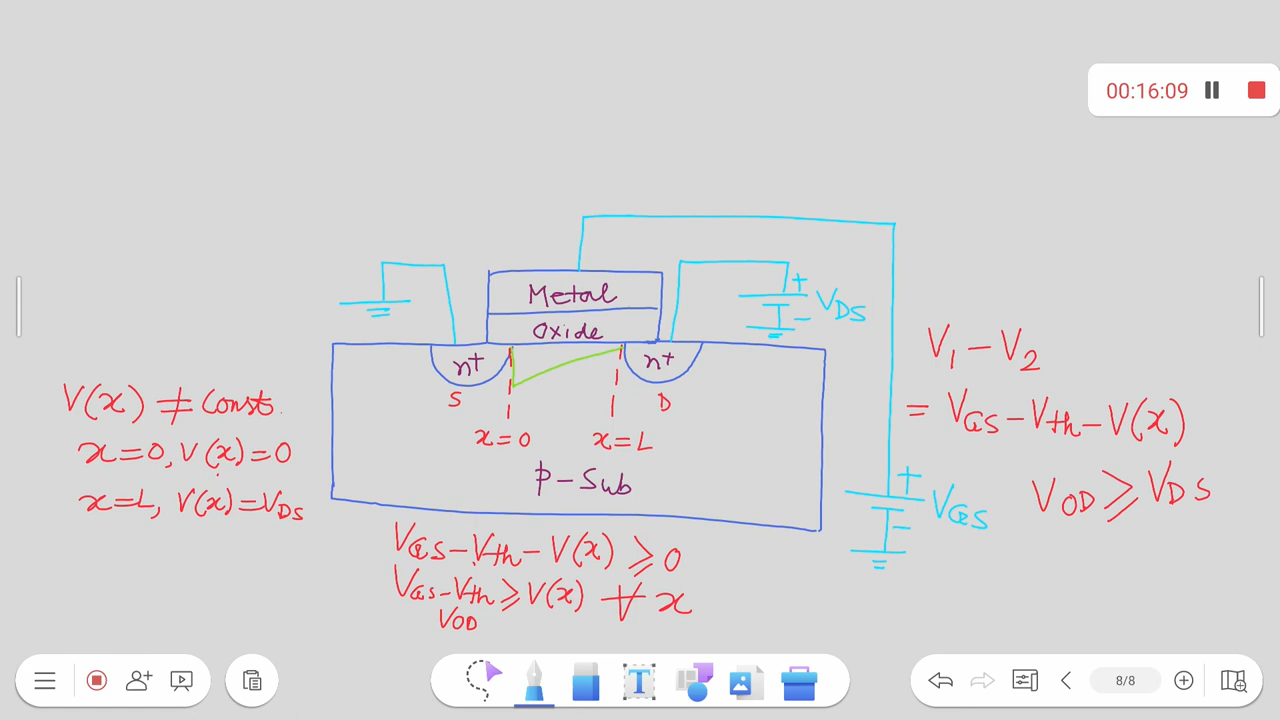 00:16:09
Metal
Oxide
+
VDS
-
n+
n+
S
D
x=0
x=L
p-Sub
V(x) ≠ Const.
x=0, V(x)=0
x=L, V(x)=VDS
V1 - V2
= VGS - Vth - V(x)
VOD ≥ VDS
+
VGS
-
VGS - Vth - V(x) ≥ 0
VGS - Vth ≥ V(x) ∀ x
VOD
T
8/8